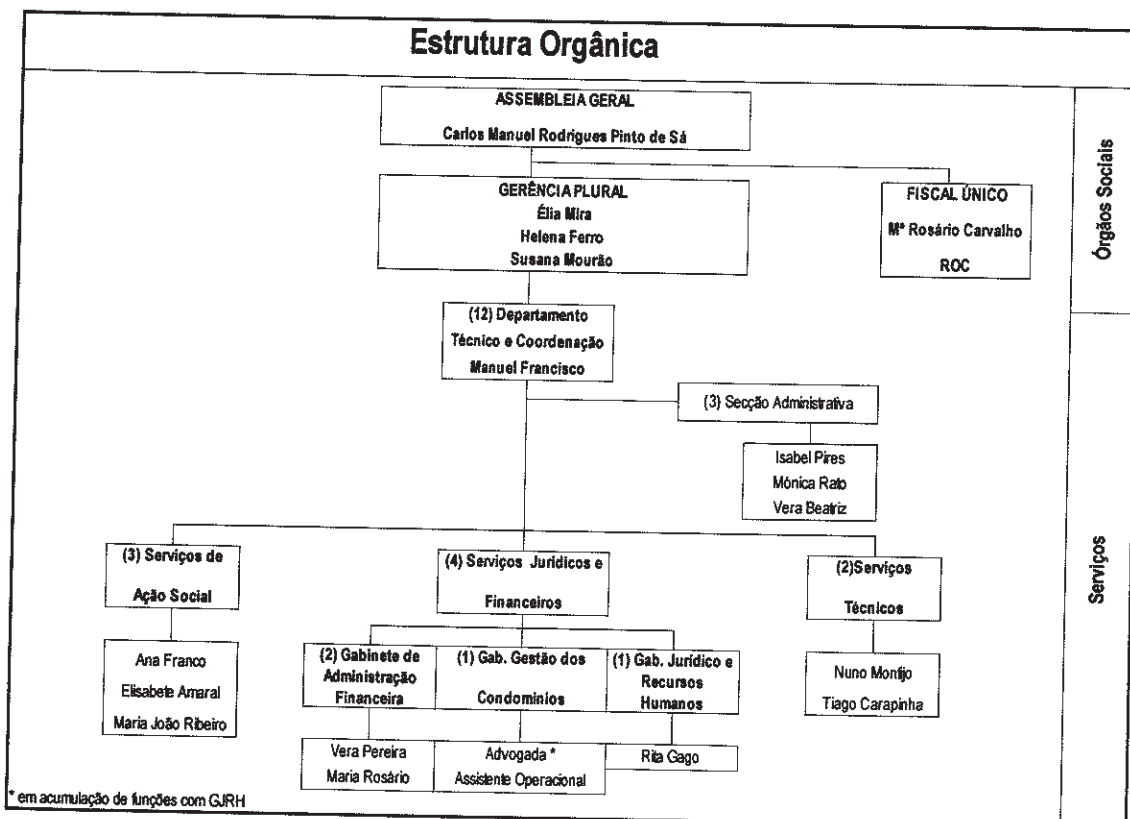 Estrutura Orgânica
ASSEMBLEIA GERAL
Carlos Manuel Rodrigues Pinto de Sá
GERÊNCIA PLURAL
Élia Mira
Helena Ferro
Susana Mourão
FISCAL ÚNICO
Mª Rosário Carvalho
ROC
Órgãos Sociais
(12) Departamento
Técnico e Coordenação
Manuel Francisco
(3) Secção Administrativa
Isabel Pires
Mónica Rato
Vera Beatriz
Serviços
(3) Serviços de
Ação Social
Ana Franco
Elisabete Amaral
Maria João Ribeiro
(4) Serviços Jurídicos e
Financeiros
(2) Gabinete de
Administração
Financeira
Vera Pereira
Maria Rosário
(1) Gab. Gestão dos
Condomínios
Advogada *
Assistente Operacional
(1) Gab. Jurídico e
Recursos
Humanos
Rita Gago
(2)Serviços
Técnicos
Nuno Montijo
Tiago Carapinha
* em acumulação de funções com GJRH